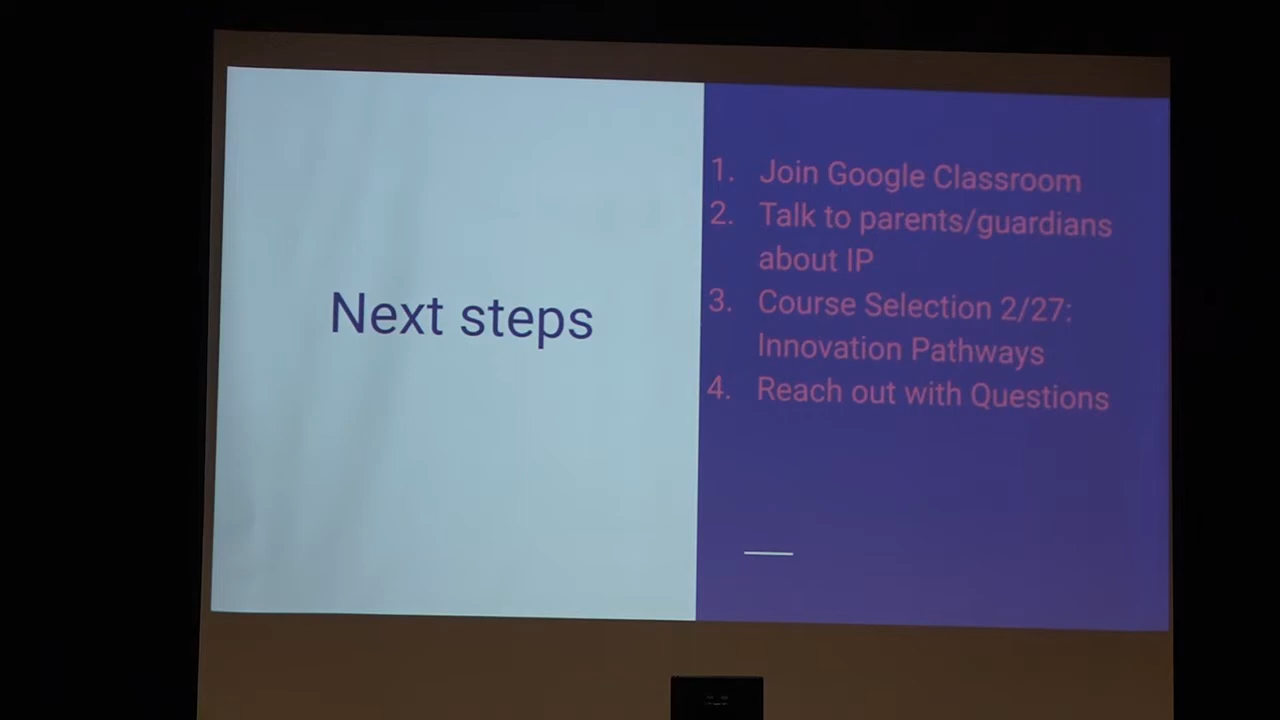 Next steps
1. Join Google Classroom
2. Talk to parents/guardians
about IP
3. Course Selection 2/27:
Innovation Pathways
4. Reach out with Questions